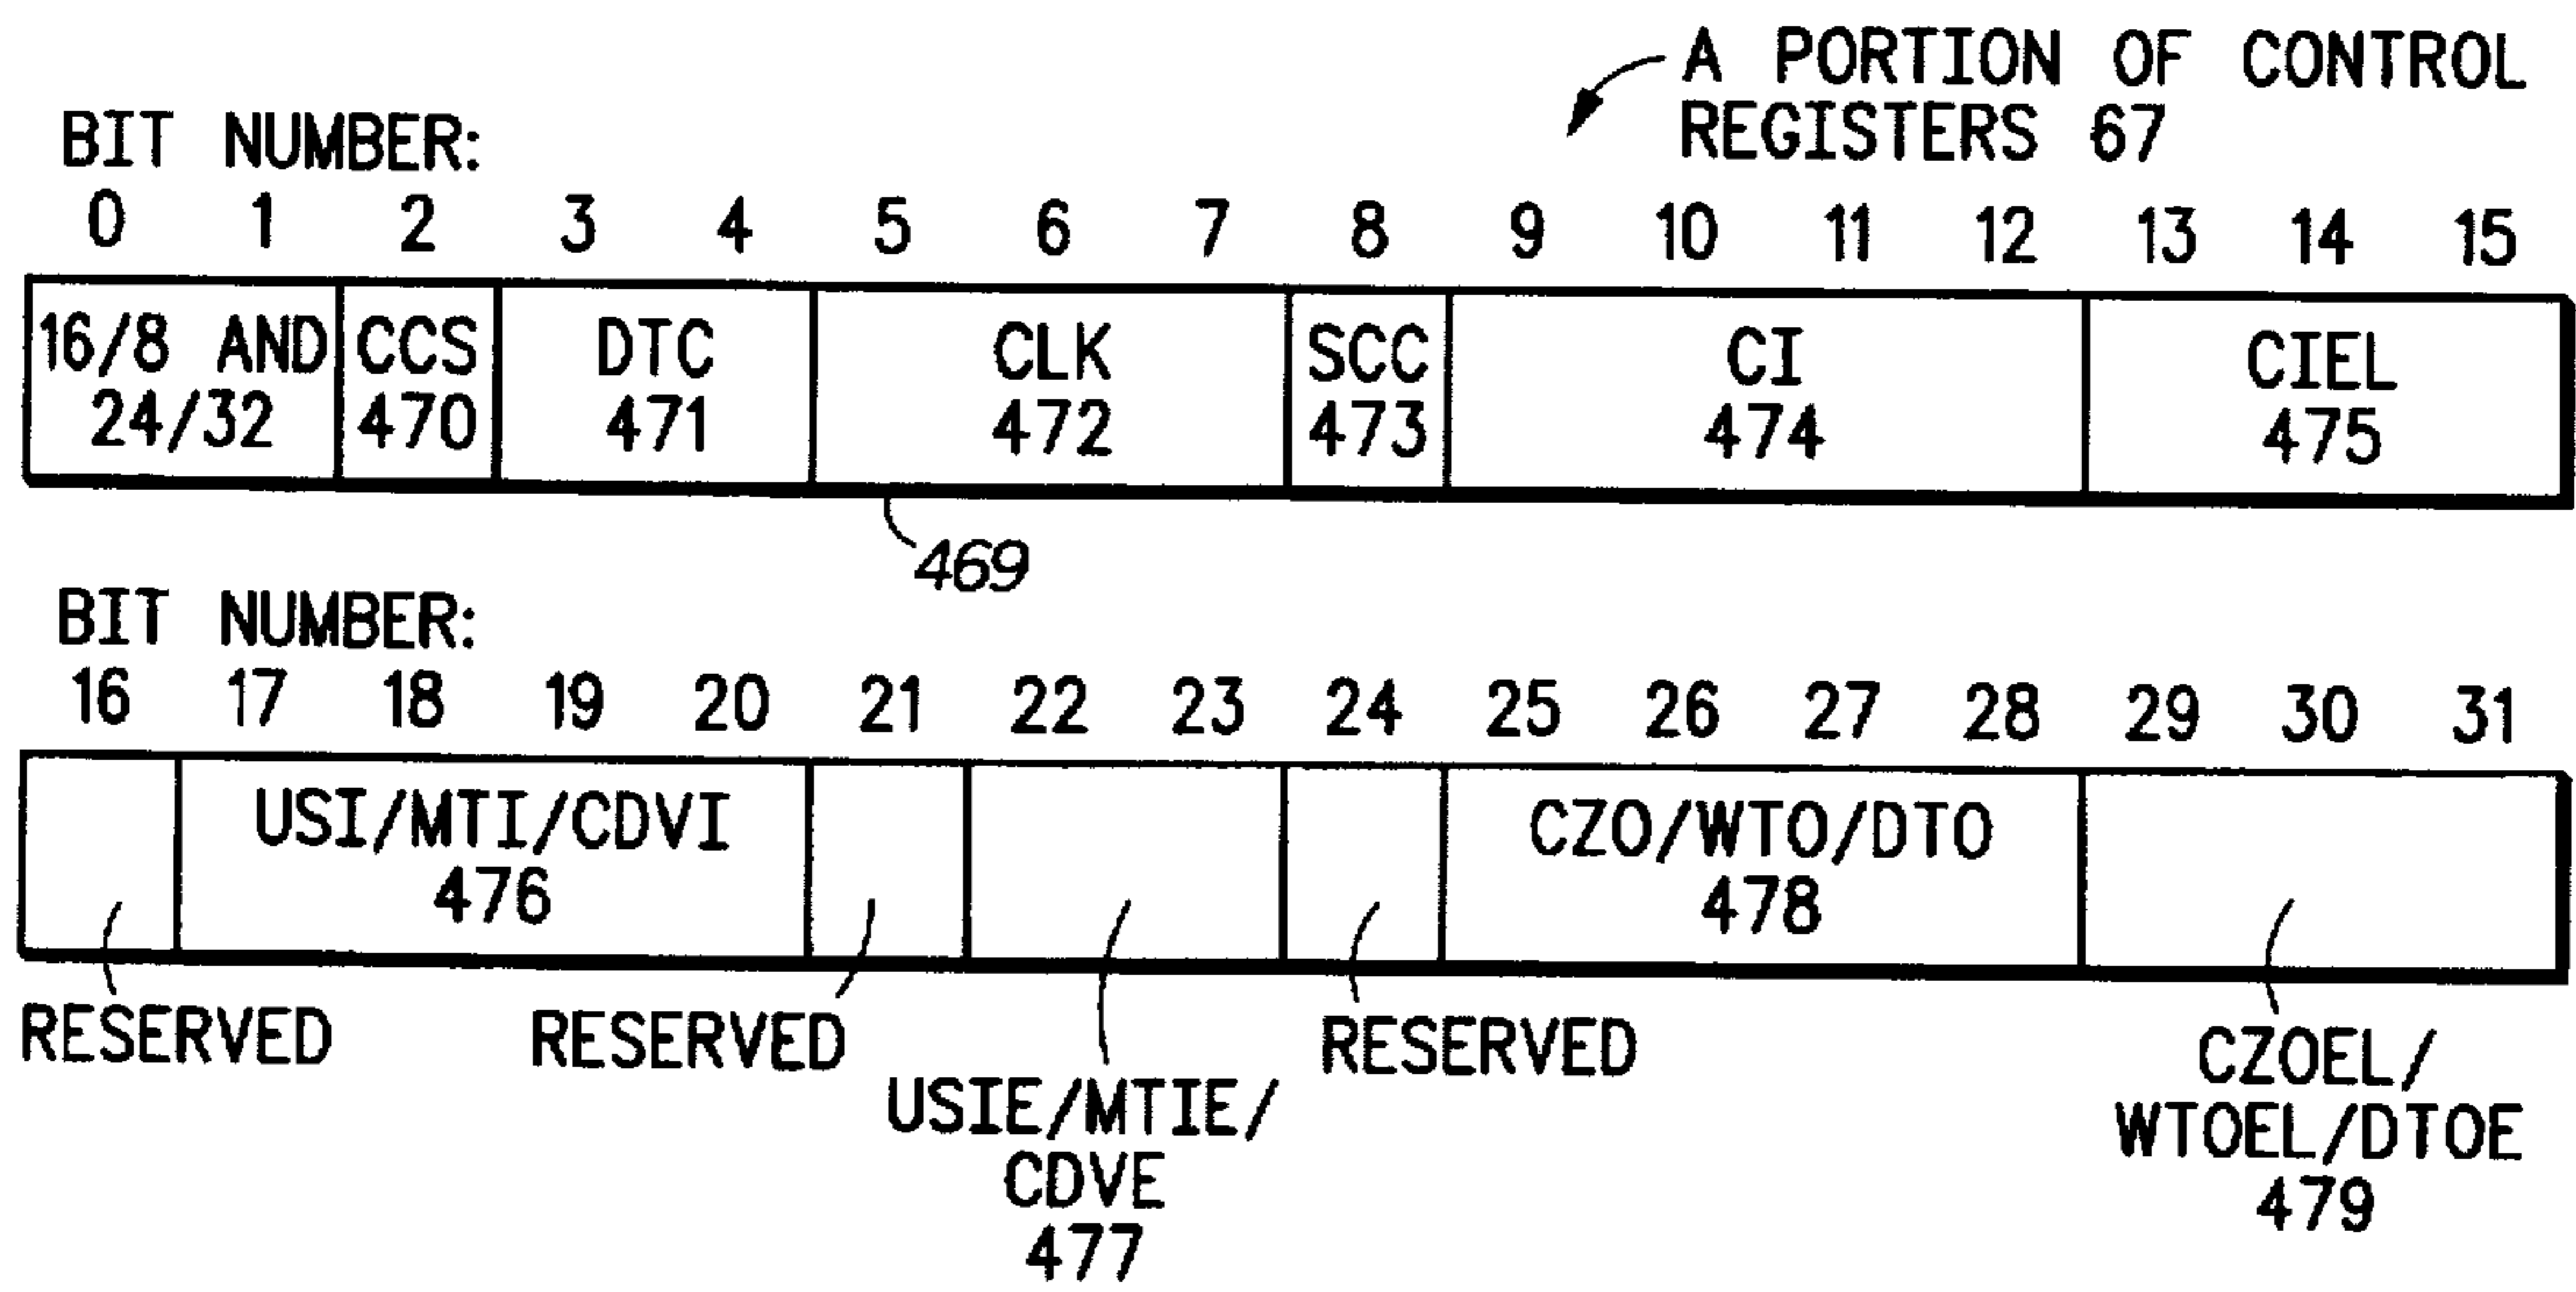 A PORTION OF CONTROL
REGISTERS 67
BIT NUMBER:
0 1 2 3 4 5 6 7 8 9 10 11 12 13 14 15
16/8 AND CCS DTC CLK SCC CI CIEL
24/32 470 471 472 473 474 475
469
BIT NUMBER:
16 17 18 19 20 21 22 23 24 25 26 27 28 29 30 31
USI/MTI/CDVI CZO/WTO/DTO
476 478
RESERVED RESERVED RESERVED
USIE/MTIE/
CDVE
477
CZOEL/
WTOEL/DTOE
479